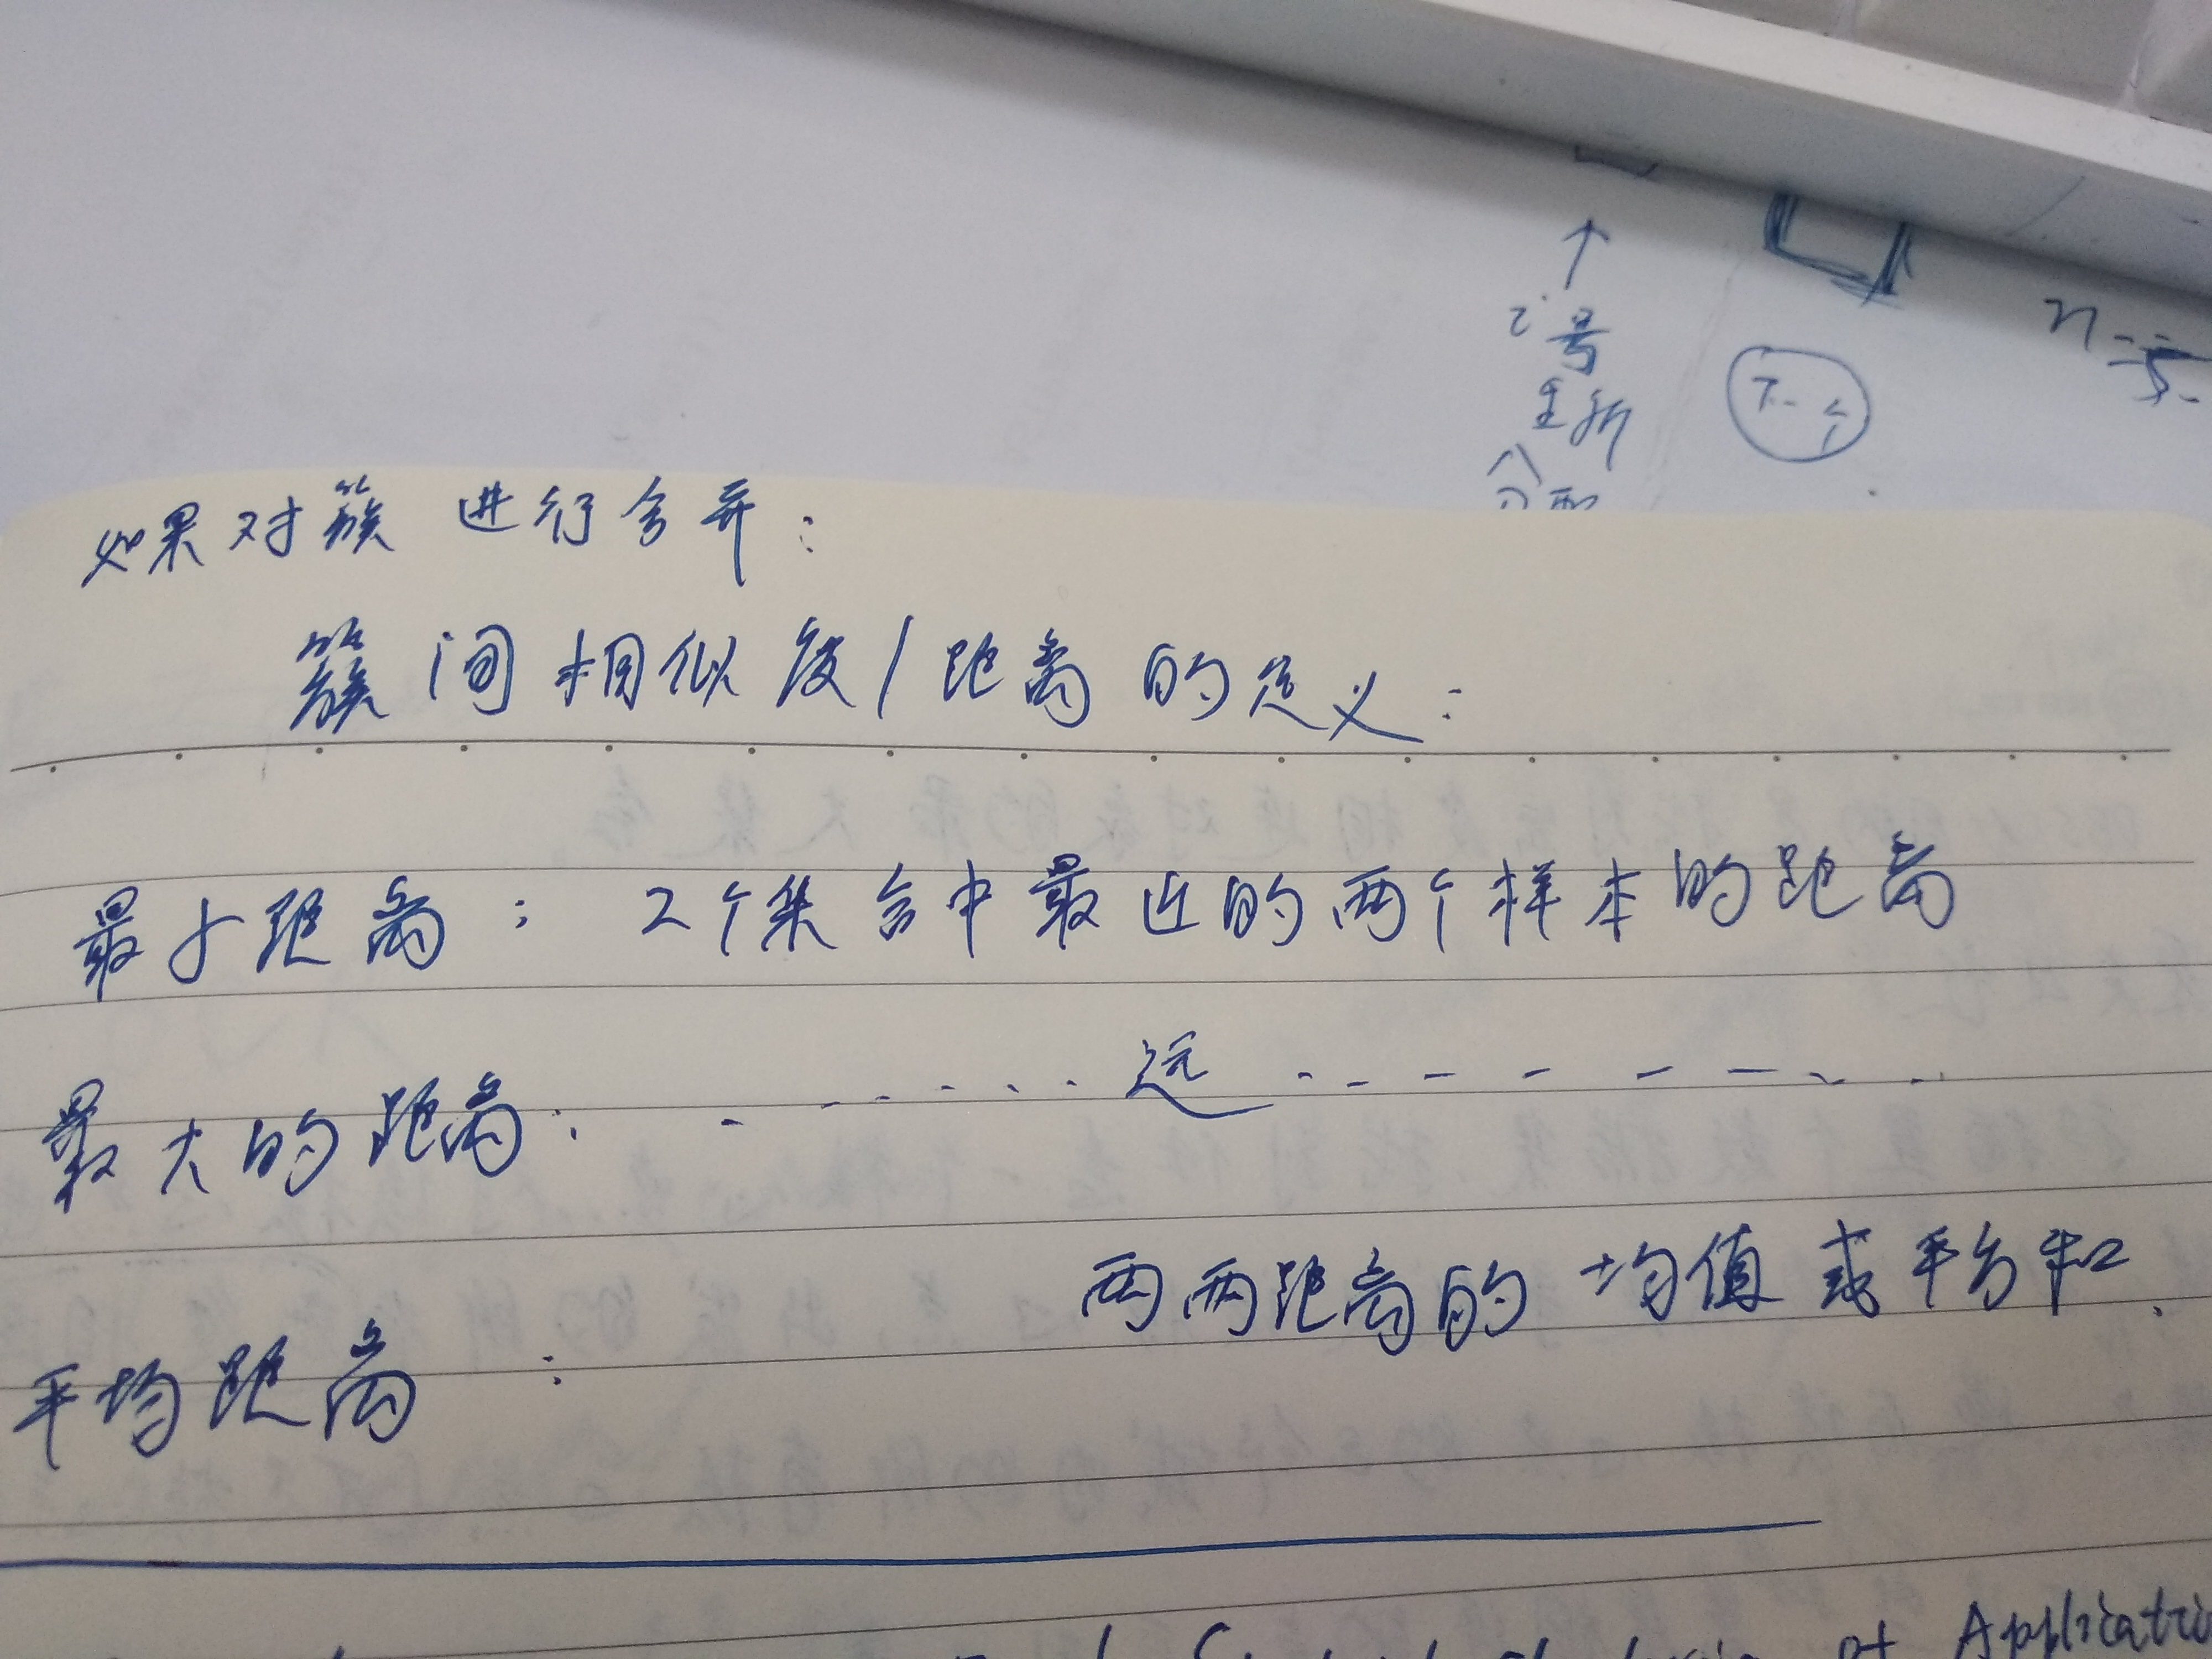 2号
重新
分配
下一个
n=
如果对簇进行合并：
簇间相似度/距离的定义：
最小距离： 2个集合中最近的两个样本的距离
最大的距离： 远
两两距离的均值或平方和.
平均距离：
of Applicatio